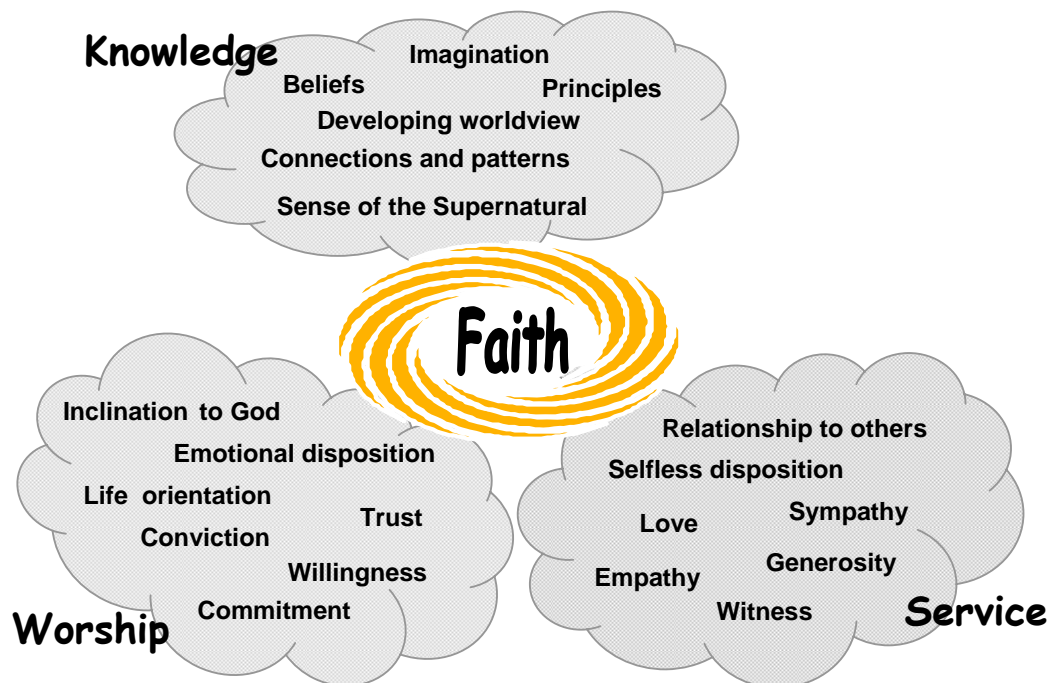 Knowledge
Imagination
Beliefs
Principles
Developing worldview
Connections and patterns
Sense of the Supernatural
Faith
Inclination to God
Emotional disposition
Life orientation
Trust
Conviction
Willingness
Commitment
Worship
Relationship to others
Selfless disposition
Love
Sympathy
Empathy
Generosity
Witness
Service